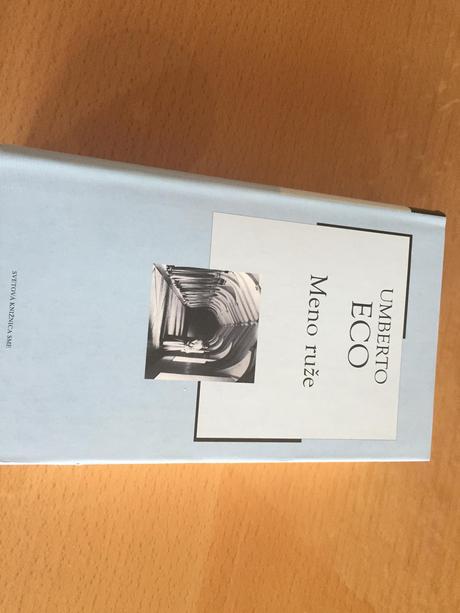 UMBERTO
ECO
Meno ruže
SVETOVÁ KNIŽNICA SME